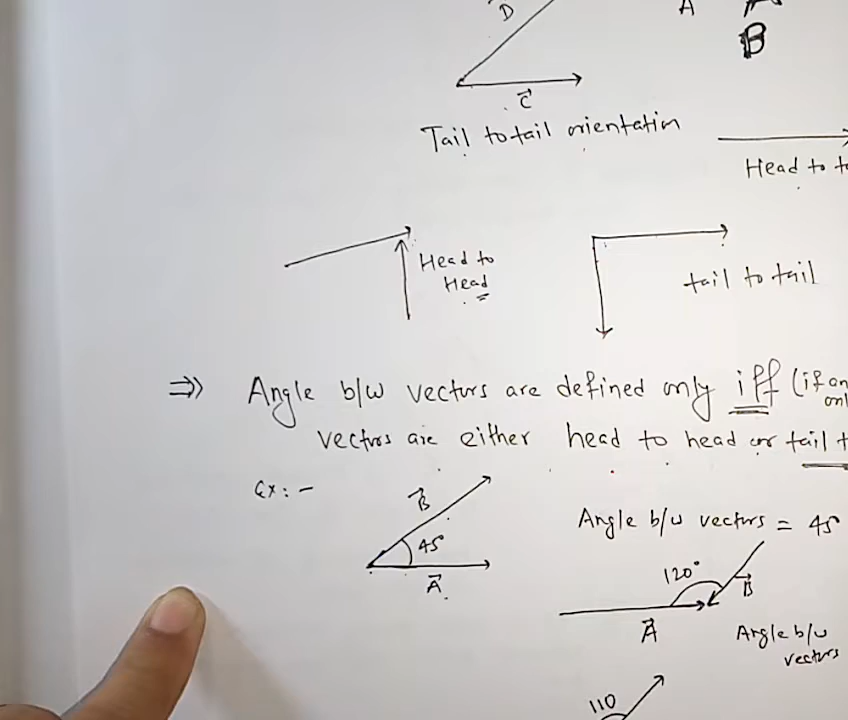 D
A
B
C
Tail to tail orientation
Head to
Head to
Head
tail to tail
⇒ Angle b/w vectors are defined only iff (if
vectors are either head to head or tail
Ex: -
B
45°
A
Angle b/w vectors = 45
120°
B
A
Angle b/w
vectors
110